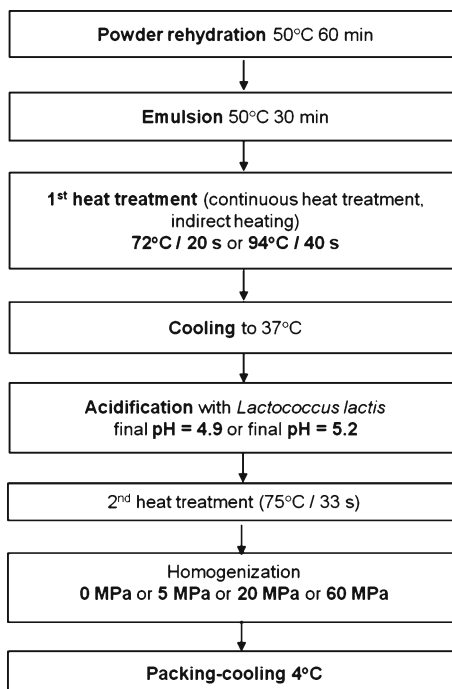 Powder rehydration 50°C 60 min
Emulsion 50°C 30 min
1st heat treatment (continuous heat treatment,
indirect heating)
72°C / 20 s or 94°C / 40 s
Cooling to 37°C
Acidification with Lactococcus lactis
final pH = 4.9 or final pH = 5.2
2nd heat treatment (75°C / 33 s)
Homogenization
0 MPa or 5 MPa or 20 MPa or 60 MPa
Packing-cooling 4°C